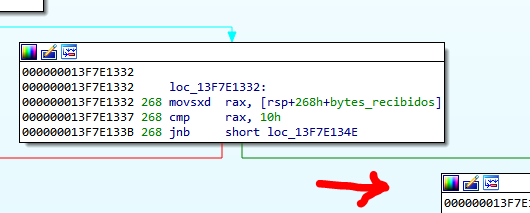 000000013F7E1332
000000013F7E1332     loc_13F7E1332:
000000013F7E1332 268 movsxd  rax, [rsp+268h+bytes_recibidos]
000000013F7E1337 268 cmp     rax, 10h
000000013F7E133B 268 jnb     short loc_13F7E134E
000000013F7E1